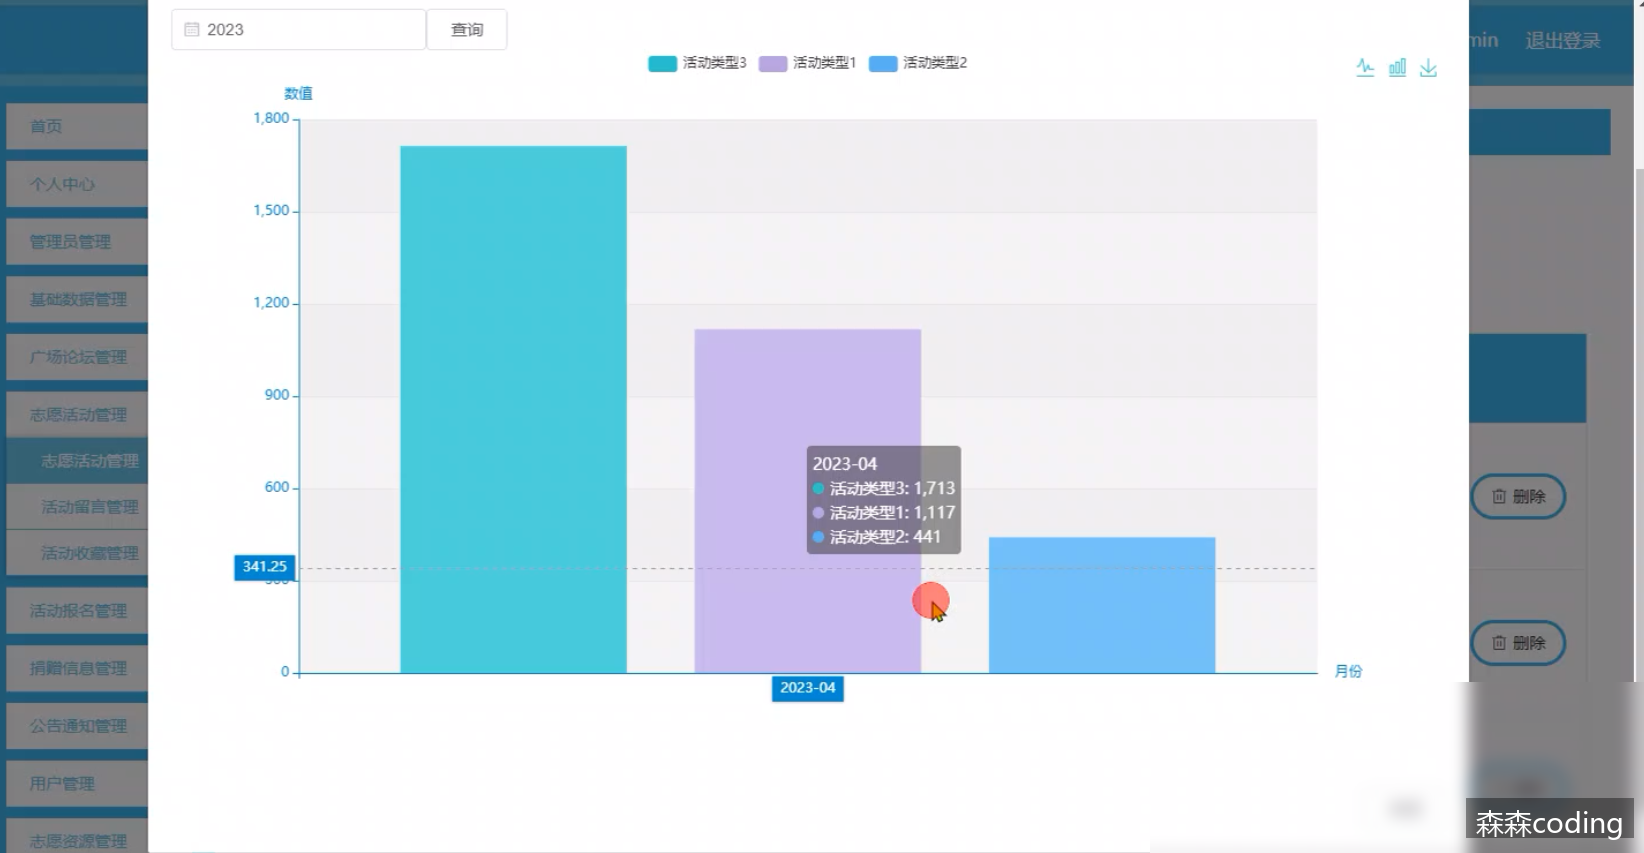 2023
查询
min
退出登录
活动类型3
活动类型1
活动类型2
数值
1,800
1,500
1,200
900
600
341.25
0
2023-04
活动类型3: 1,713
活动类型1: 1,117
活动类型2: 441
2023-04
月份
首页
个人中心
管理员管理
基础数据管理
广场论坛管理
志愿活动管理
志愿活动管理
活动留言管理
活动收藏管理
活动报名管理
捐赠信息管理
公告通知管理
用户管理
志愿资源管理
删除
删除
森森coding